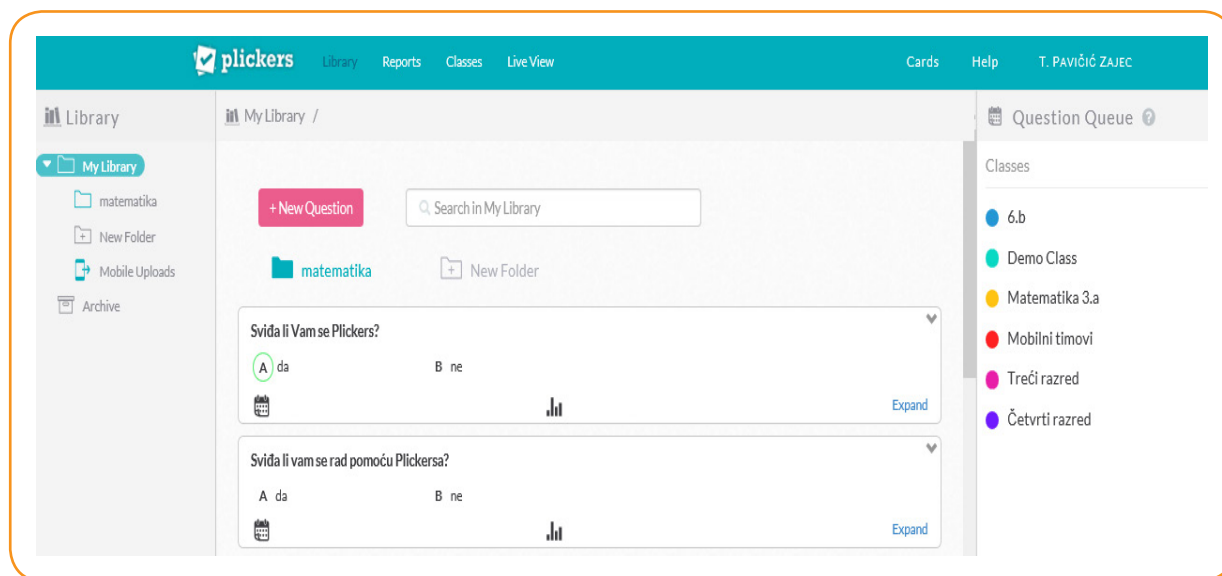 plickers Library Reports Classes Live View Cards Help T. PAVIČIĆ ZAJEC
Library
My Library
matematika
New Folder
Mobile Uploads
Archive
My Library /
+ New Question
Search in My Library
matematika
New Folder
Sviđa li Vam se Plickers?
A da B ne
Expand
Sviđa li vam se rad pomoću Plickersa?
A da B ne
Expand
Question Queue ?
Classes
6.b
Demo Class
Matematika 3.a
Mobilni timovi
Treći razred
Četvrti razred